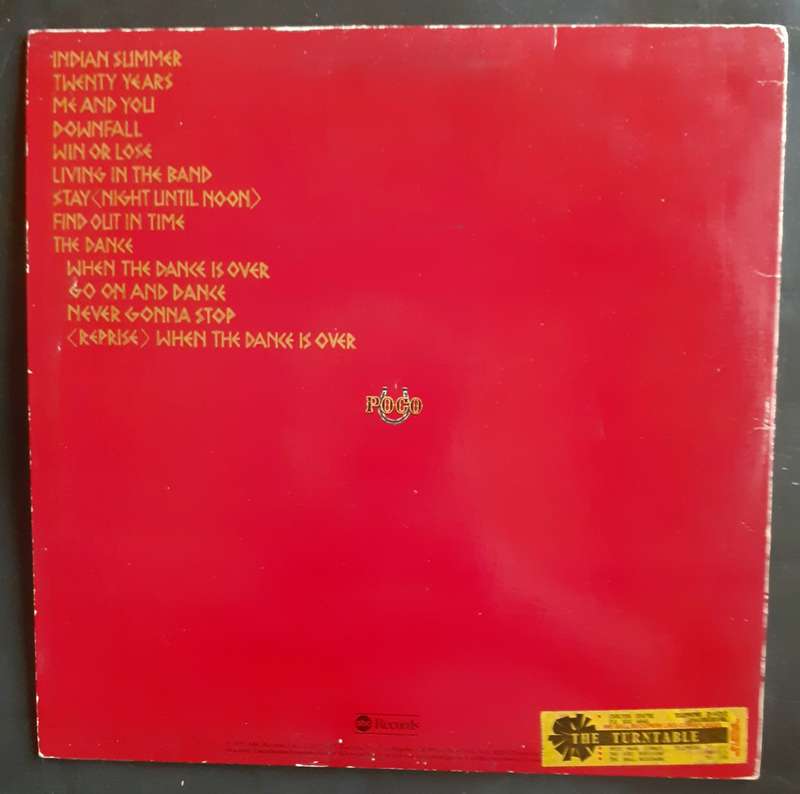 INDIAN SUMMER
TWENTY YEARS
ME AND YOU
DOWNFALL
WIN OR LOSE
LIVING IN THE BAND
STAY <NIGHT UNTIL NOON>
FIND OUT IN TIME
THE DANCE
WHEN THE DANCE IS OVER
GO ON AND DANCE
NEVER GONNA STOP
<REPRISE> WHEN THE DANCE IS OVER
POCO
abc Records
THE TURNTABLE